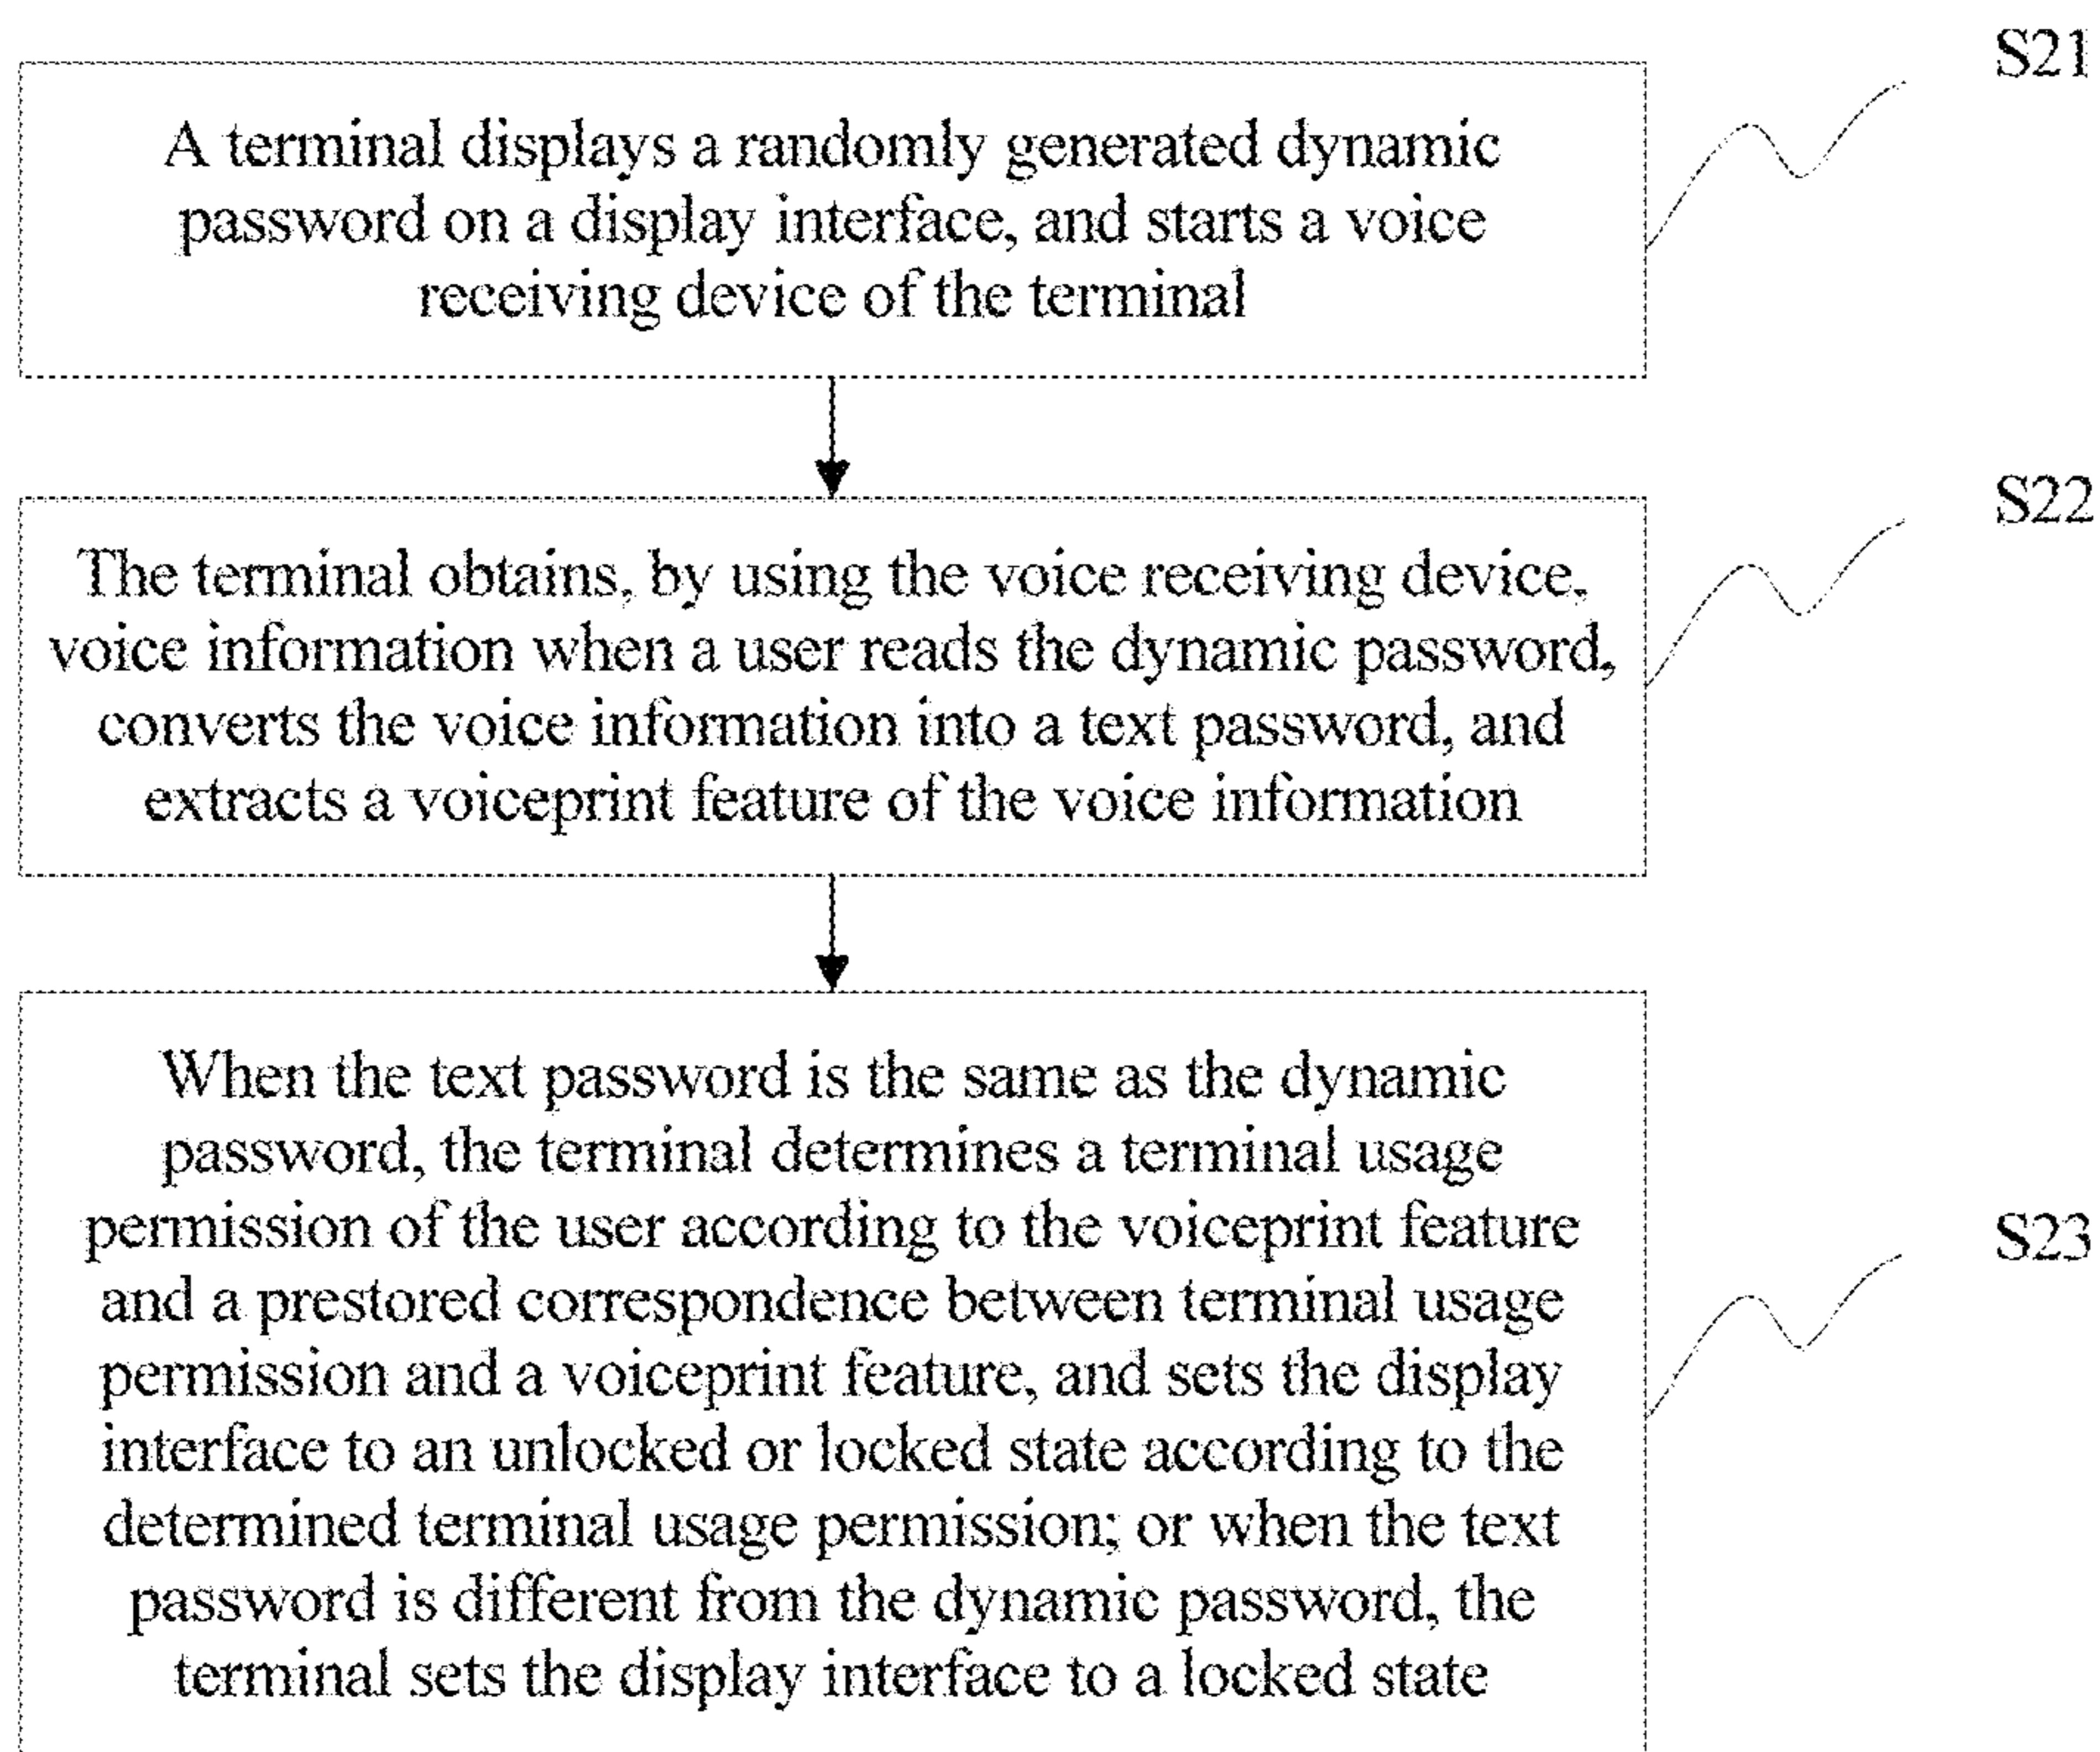 S21
A terminal displays a randomly generated dynamic
password on a display interface, and starts a voice
receiving device of the terminal
S22
The terminal obtains, by using the voice receiving device,
voice information when a user reads the dynamic password,
converts the voice information into a text password, and
extracts a voiceprint feature of the voice information
When the text password is the same as the dynamic
password, the terminal determines a terminal usage
permission of the user according to the voiceprint feature
S23
and a prestored correspondence between terminal usage
permission and a voiceprint feature, and sets the display
interface to an unlocked or locked state according to the
determined terminal usage permission; or when the text
password is different from the dynamic password, the
terminal sets the display interface to a locked state